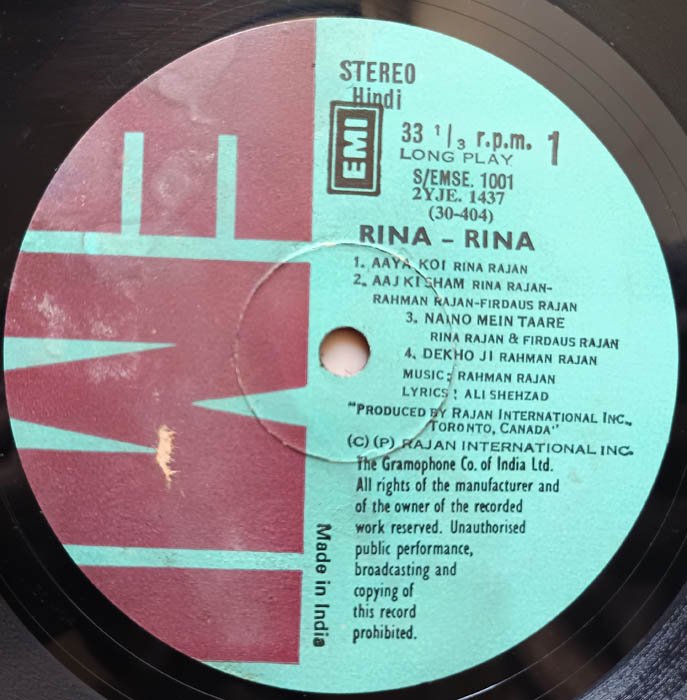 STEREO
Hindi
EMI
33 1/3 r.p.m. 1
LONG PLAY
S/EMSE. 1001
2YJE. 1437
(30-404)
RINA – RINA
1. AAYA KOI RINA RAJAN
2. AAJ KI SHAM RINA RAJAN-
RAHMAN RAJAN-FIRDAUS RAJAN
3. NAINO MEIN TAARE
RINA RAJAN & FIRDAUS RAJAN
4. DEKHO JI RAHMAN RAJAN
MUSIC: RAHMAN RAJAN
LYRICS: ALI SHEHZAD
"PRODUCED BY RAJAN INTERNATIONAL INC.,
TORONTO, CANADA"
(C) (P) RAJAN INTERNATIONAL INC.
The Gramophone Co. of India Ltd.
All rights of the manufacturer and
of the owner of the recorded
work reserved. Unauthorised
public performance,
broadcasting and
copying of
this record
prohibited.
Made in India
EMI